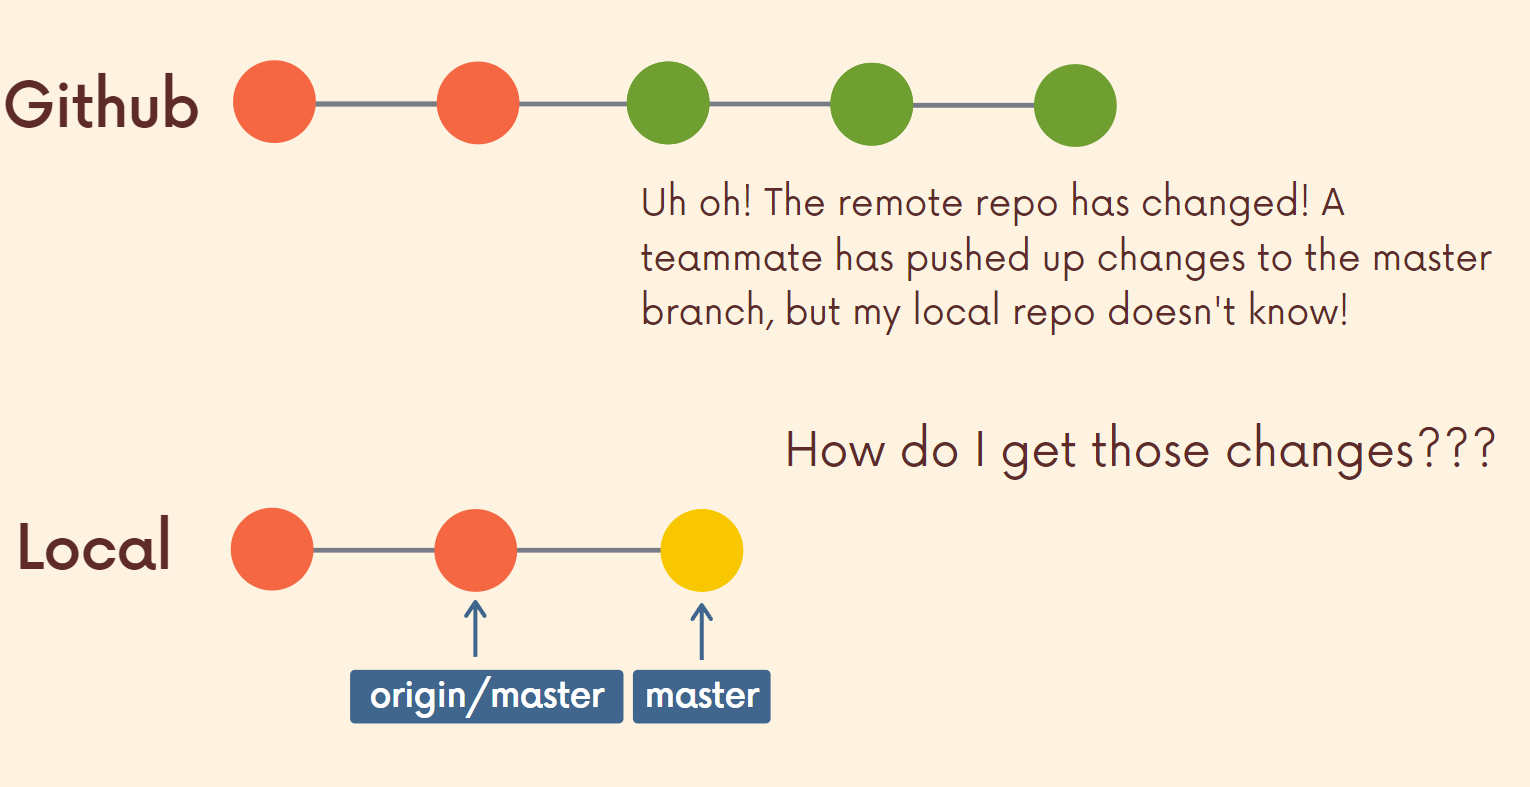 Github
Uh oh! The remote repo has changed! A
teammate has pushed up changes to the master
branch, but my local repo doesn't know!
How do I get those changes???
Local
origin/master
master